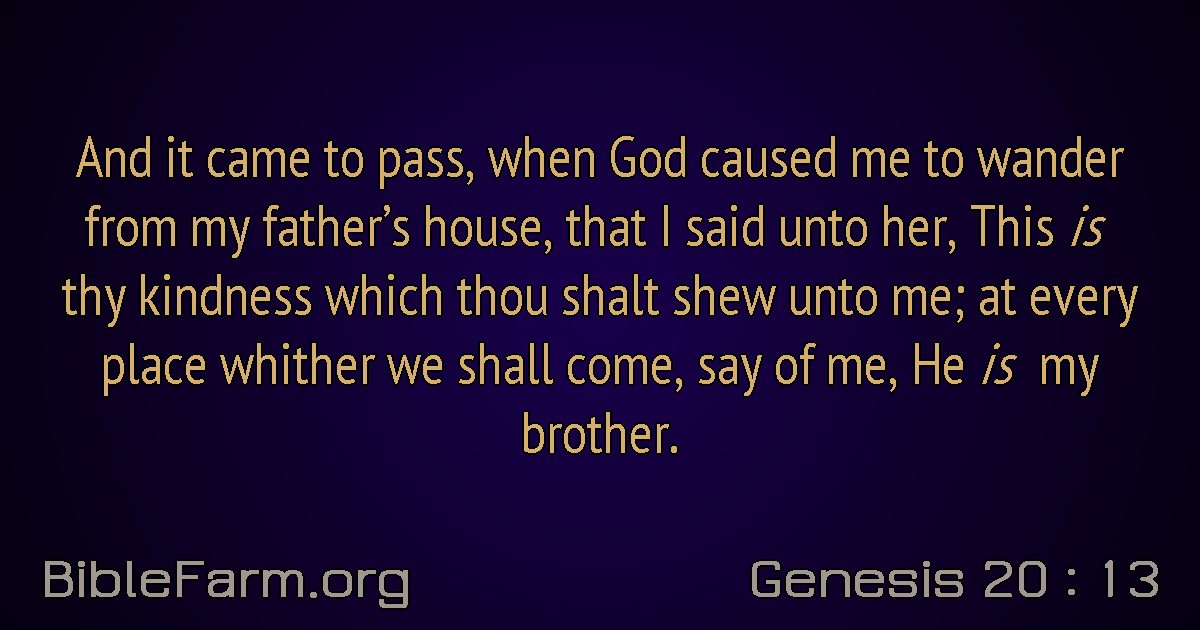 And it came to pass, when God caused me to wander
from my father’s house, that I said unto her, This is
thy kindness which thou shalt shew unto me; at every
place whither we shall come, say of me, He is my
brother.
BibleFarm.org
Genesis 20 : 13